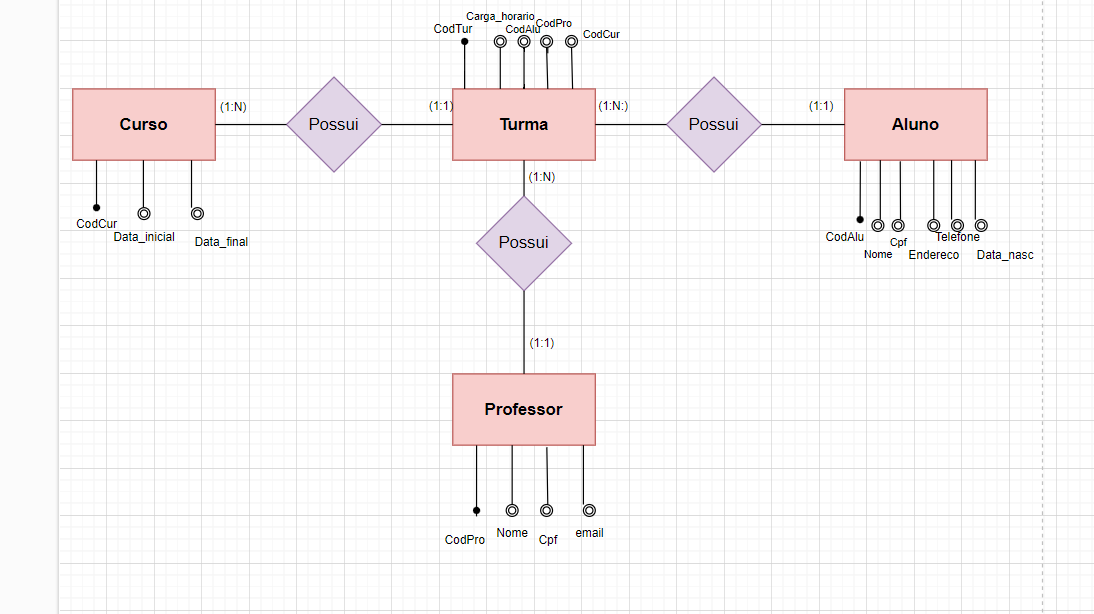 Carga_horario
CodTur
CodAlu
CodPro
CodCur
(1:N)
(1:1)
(1:N:)
(1:1)
Curso
Possui
Turma
Possui
Aluno
(1:N)
CodCur
Data_inicial
Data_final
Possui
CodAlu
Nome
Cpf
Endereco
Telefone
Data_nasc
(1:1)
Professor
CodPro
Nome
Cpf
email